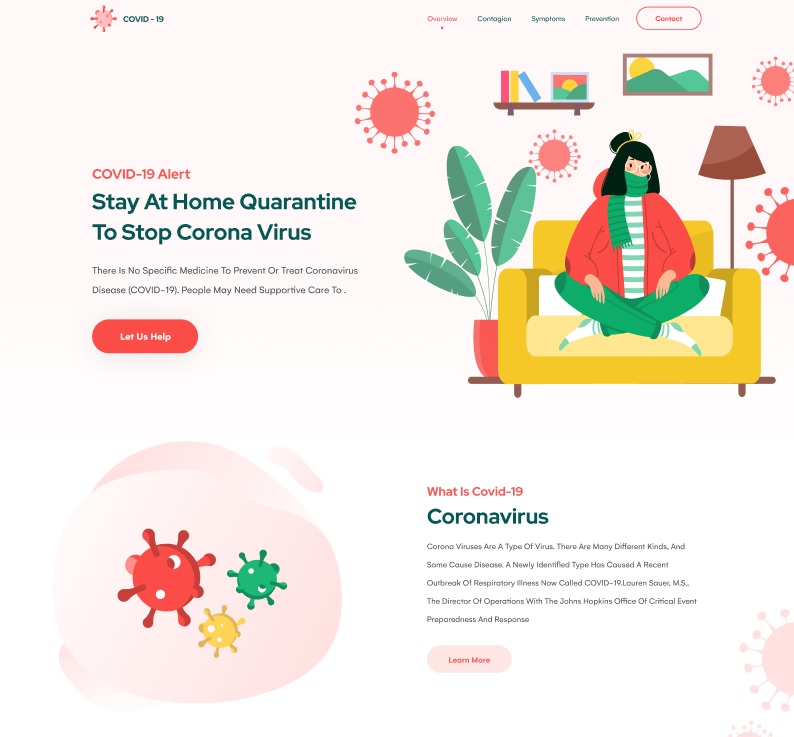 COVID - 19
Overview
Contagion
Symptoms
Prevention
Contact
COVID-19 Alert
Stay At Home Quarantine
To Stop Corona Virus
There Is No Specific Medicine To Prevent Or Treat Coronavirus
Disease (COVID-19). People May Need Supportive Care To .
Let Us Help
What Is Covid-19
Coronavirus
Corona Viruses Are A Type Of Virus. There Are Many Different Kinds, And
Some Cause Disease. A Newly Identified Type Has Caused A Recent
Outbreak Of Respiratory Illness Now Called COVID-19.Lauren Sauer, M.S.,
The Director Of Operations With The Johns Hopkins Office Of Critical Event
Preparedness And Response
Learn More